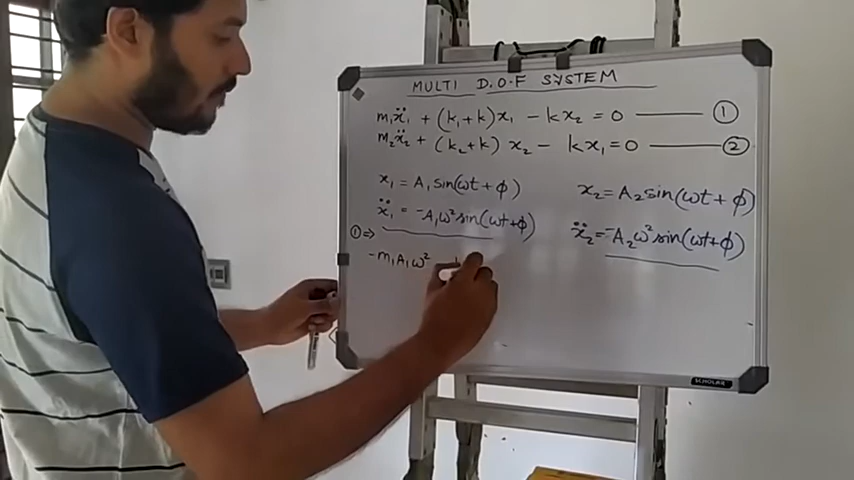 MULTI D.O.F SYSTEM
m₁ẍ₁ + (k₁+k)x₁ - kx₂ = 0 ——— ①
m₂ẍ₂ + (k₂+k) x₂ - kx₁ = 0 ——— ②
x₁ = A₁ sin(ωt + ϕ)
x₂ = A₂ sin(ωt + ϕ)
ẍ₁ = -A₁ω² sin(ωt + ϕ)
ẍ₂ = -A₂ω² sin(ωt + ϕ)
① ⇒
-m₁A₁ω²
SCHOLAR